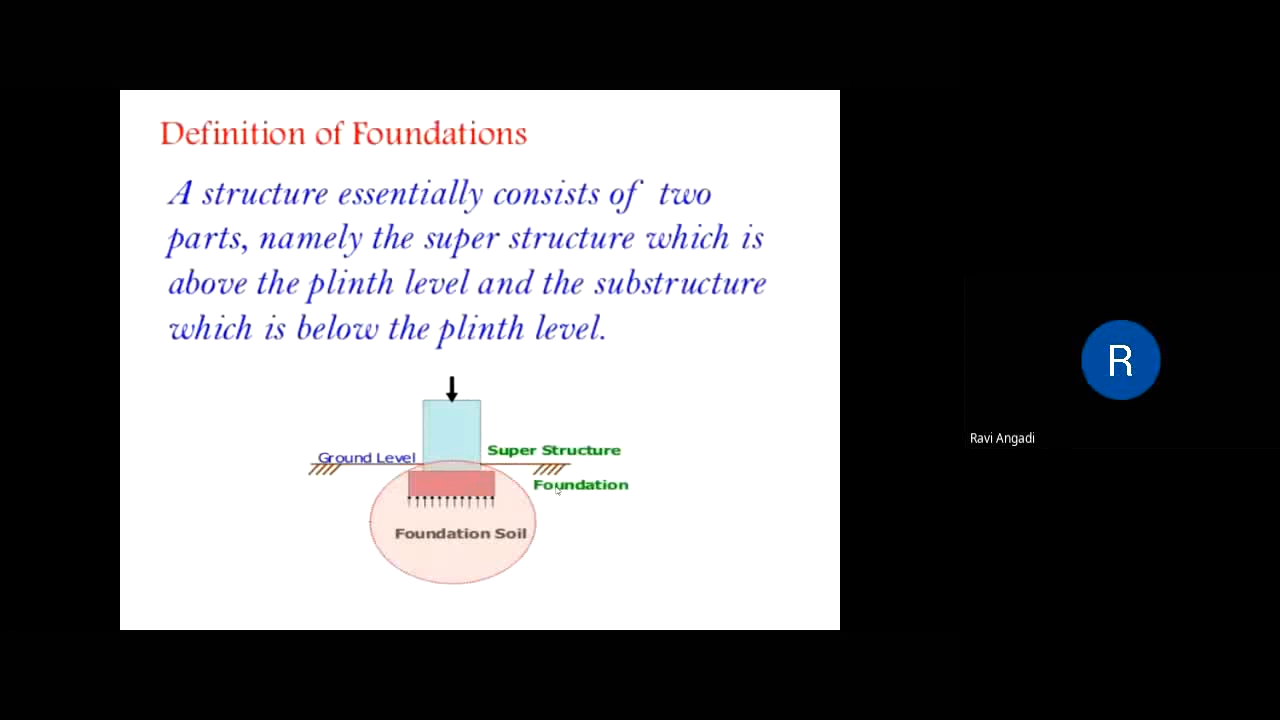 Definition of Foundations
A structure essentially consists of two
parts, namely the super structure which is
above the plinth level and the substructure
which is below the plinth level.
Super Structure
Ground Level
Foundation
Foundation Soil
R
Ravi Angadi